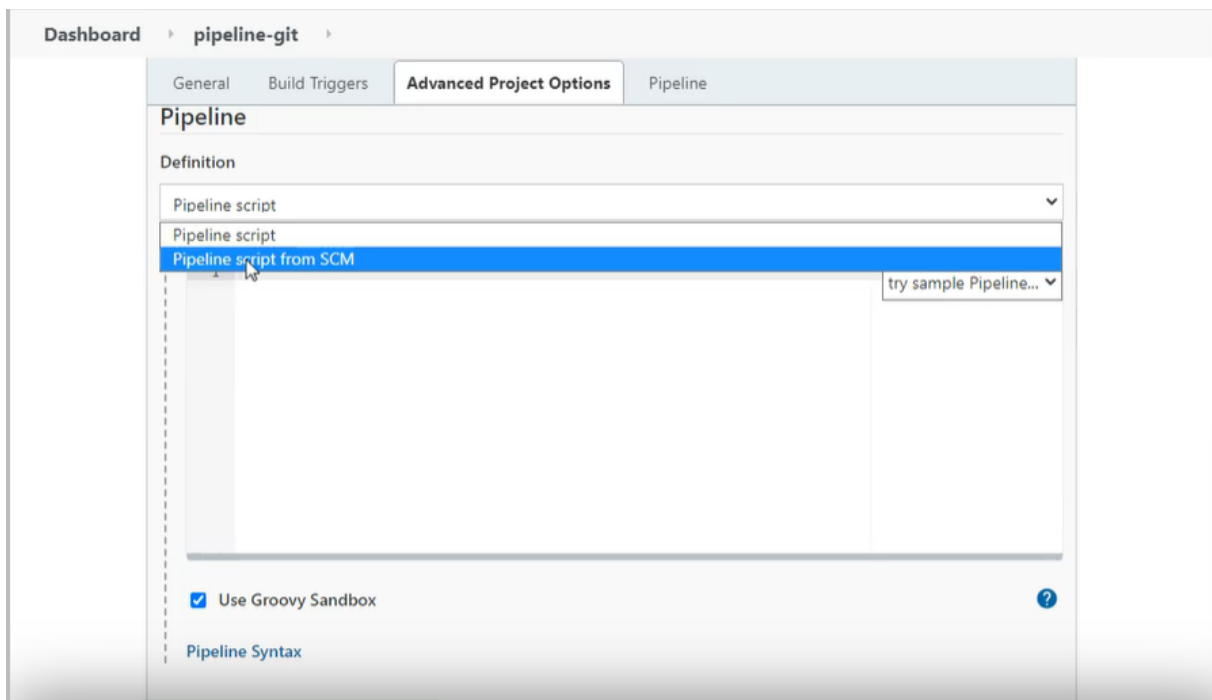 Dashboard pipeline-git
General Build Triggers Advanced Project Options Pipeline
Pipeline
Definition
Pipeline script
Pipeline script
Pipeline script from SCM
1
try sample Pipeline...
Use Groovy Sandbox ?
Pipeline Syntax